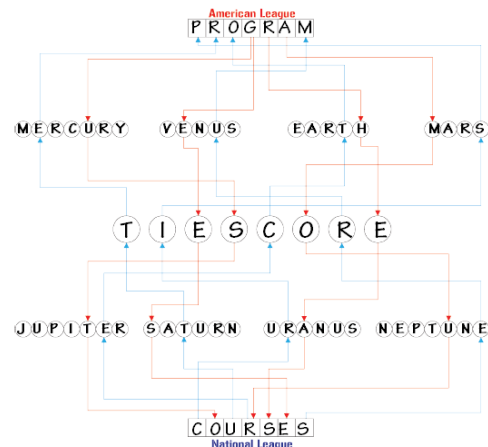 American League
PROGRAM
MERCURY VENUS EARTH MARS
TIESCORE
JUPITER SATURN URANUS NEPTUNE
COURSES
National League